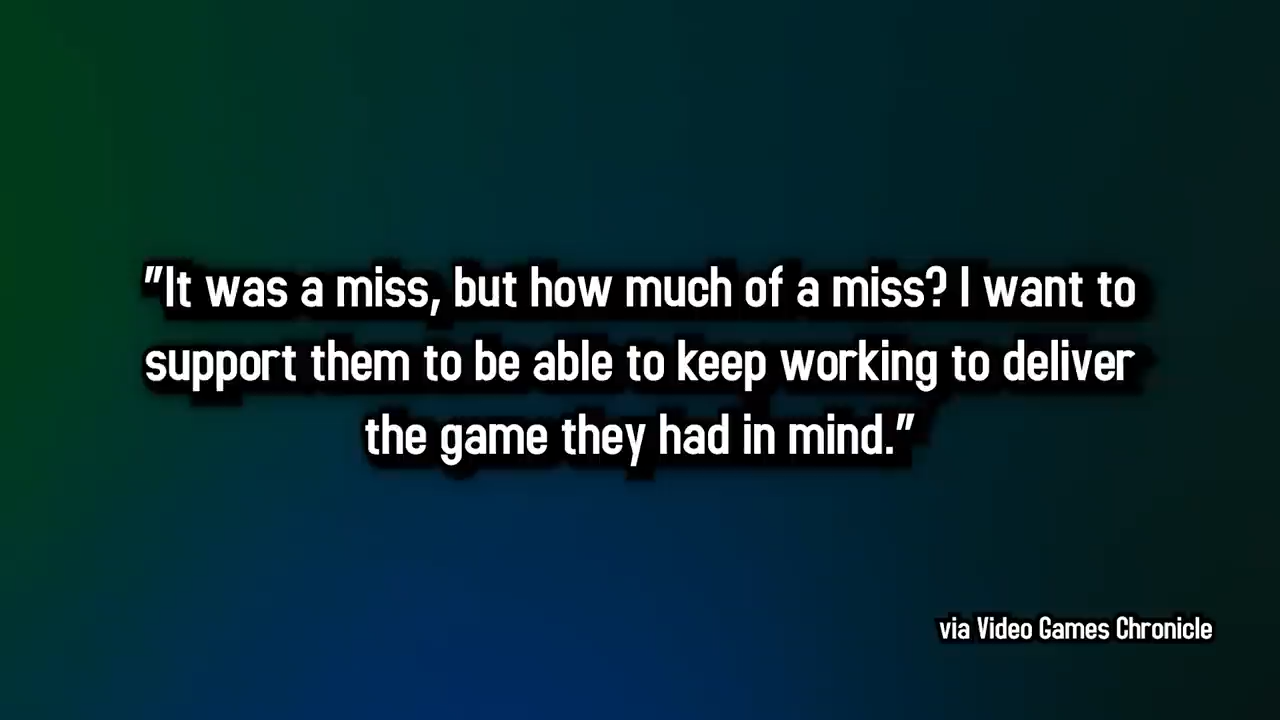 "It was a miss, but how much of a miss? I want to
support them to be able to keep working to deliver
the game they had in mind."
via Video Games Chronicle